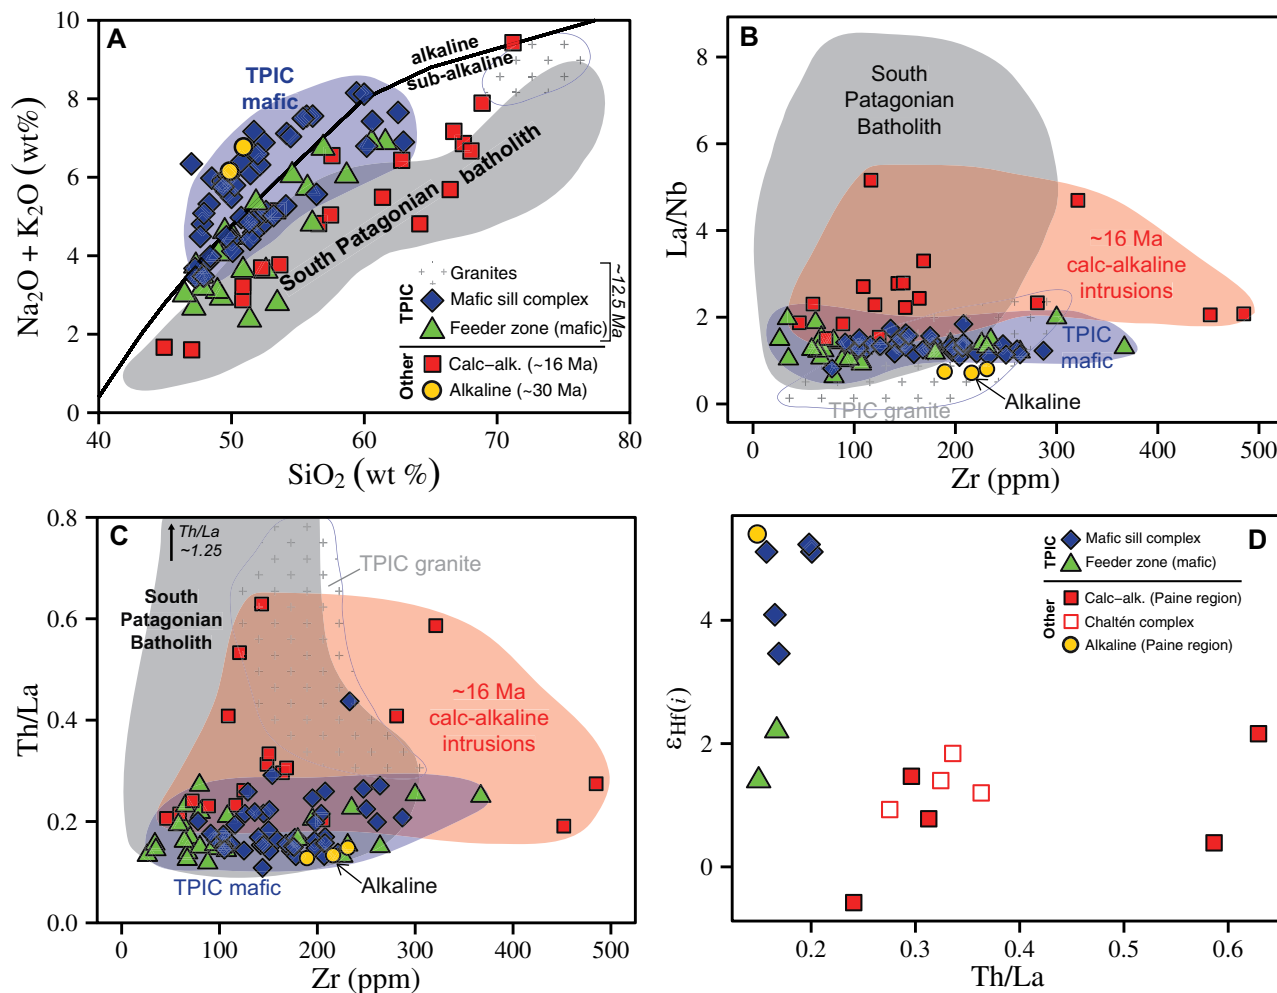 A
10
8
6
4
2
0
40
50
60
70
80
Na2O + K2O (wt%)
SiO2 (wt %)
TPIC
mafic
alkaline
sub-alkaline
South Patagonian batholith
TPIC
Granites
Mafic sill complex
Feeder zone (mafic)
~12.5 Ma
Other
Calc-alk. (~16 Ma)
Alkaline (~30 Ma)
B
8
6
4
2
0
0
100
200
300
400
500
La/Nb
Zr (ppm)
South
Patagonian
Batholith
~16 Ma
calc-alkaline
intrusions
TPIC
mafic
TPIC granite
Alkaline
C
0.8
0.6
0.4
0.2
0.0
0
100
200
300
400
500
Th/La
Zr (ppm)
Th/La
~1.25
South
Patagonian
Batholith
TPIC granite
~16 Ma
calc-alkaline
intrusions
TPIC mafic
Alkaline
D
4
2
0
0.2
0.3
0.4
0.5
0.6
εHf(i)
Th/La
TPIC
Mafic sill complex
Feeder zone (mafic)
Other
Calc-alk. (Paine region)
Chaltén complex
Alkaline (Paine region)